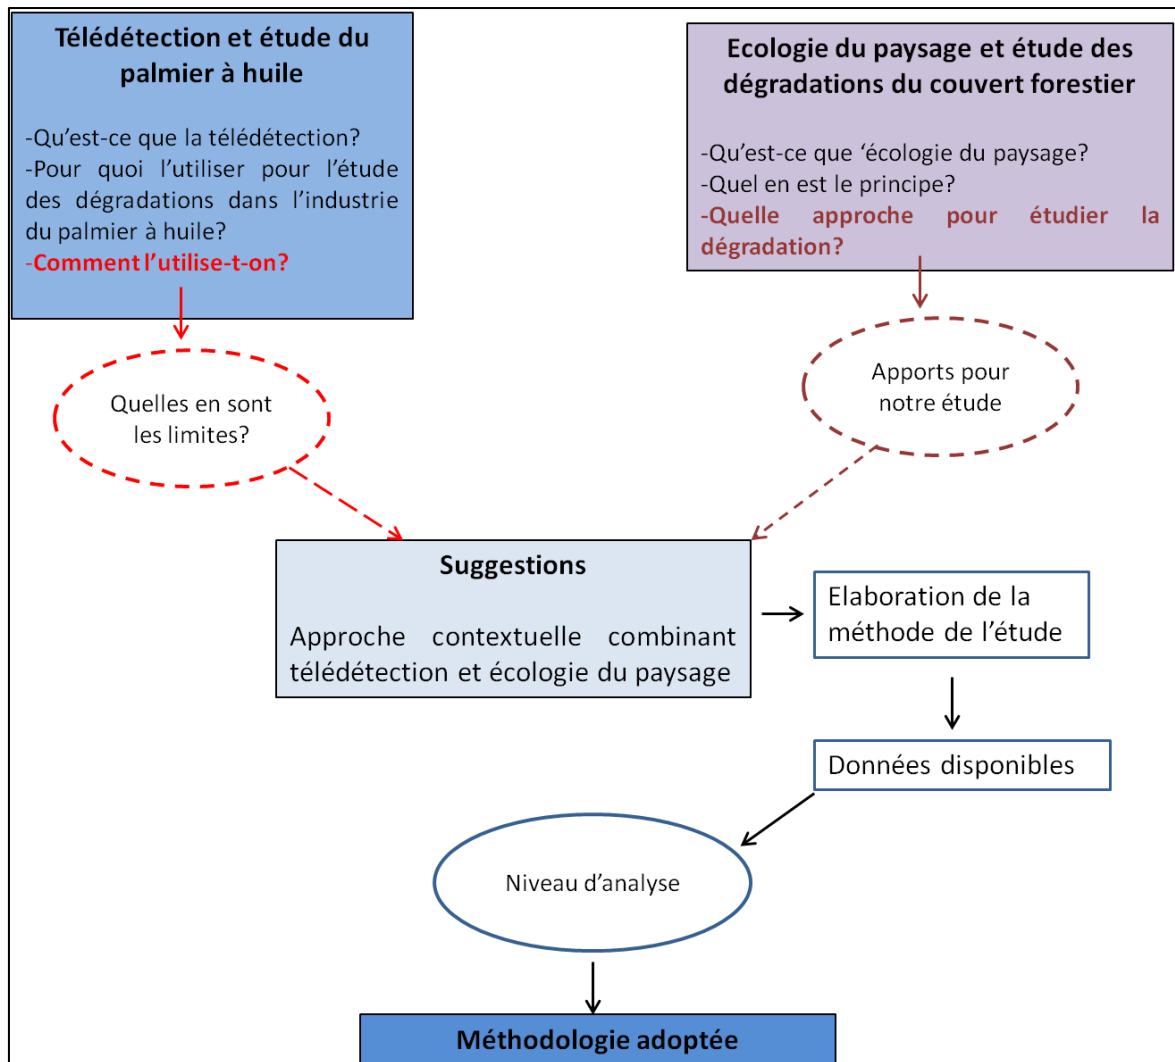 Télédétection et étude du
palmier à huile
-Qu’est-ce que la télédétection?
-Pour quoi l’utiliser pour l’étude
des dégradations dans l’industrie
du palmier à huile?
-Comment l’utilise-t-on?
Ecologie du paysage et étude des
dégradations du couvert forestier
-Qu’est-ce que ‘écologie du paysage?
-Quel en est le principe?
-Quelle approche pour étudier la
dégradation?
Quelles en sont
les limites?
Apports pour
notre étude
Suggestions
Approche contextuelle combinant
télédétection et écologie du paysage
Elaboration de la
méthode de l’étude
Données disponibles
Niveau d’analyse
Méthodologie adoptée